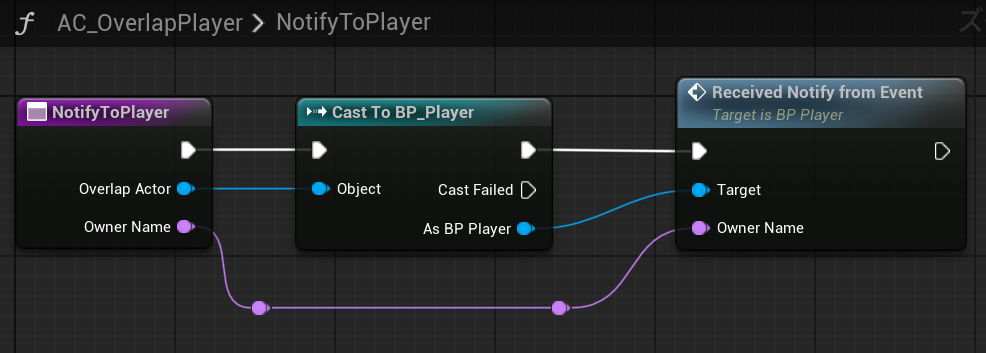 AC_OverlapPlayer > NotifyToPlayer
ズ
NotifyToPlayer
Overlap Actor
Owner Name
Cast To BP_Player
Object
Cast Failed
As BP Player
Received Notify from Event
Target is BP Player
Target
Owner Name